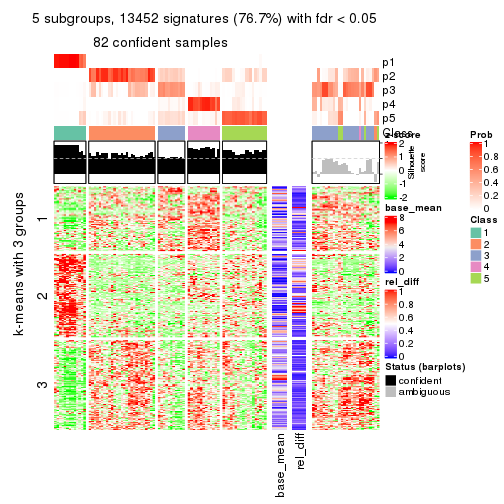 5 subgroups, 13452 signatures (76.7%) with fdr < 0.05
82 confident samples
p1
p2
p3
p4
p5
Class
z-score
2
1
0
-1
-2
Silhouette
score
base_mean
8
6
4
2
0
rel_diff
1
0.8
0.6
0.4
0.2
0
Status (barplots)
confident
ambiguous
Prob
1
0.8
0.6
0.4
0.2
0
Class
1
2
3
4
5
k-means with 3 groups
1
2
3
base_mean
rel_diff